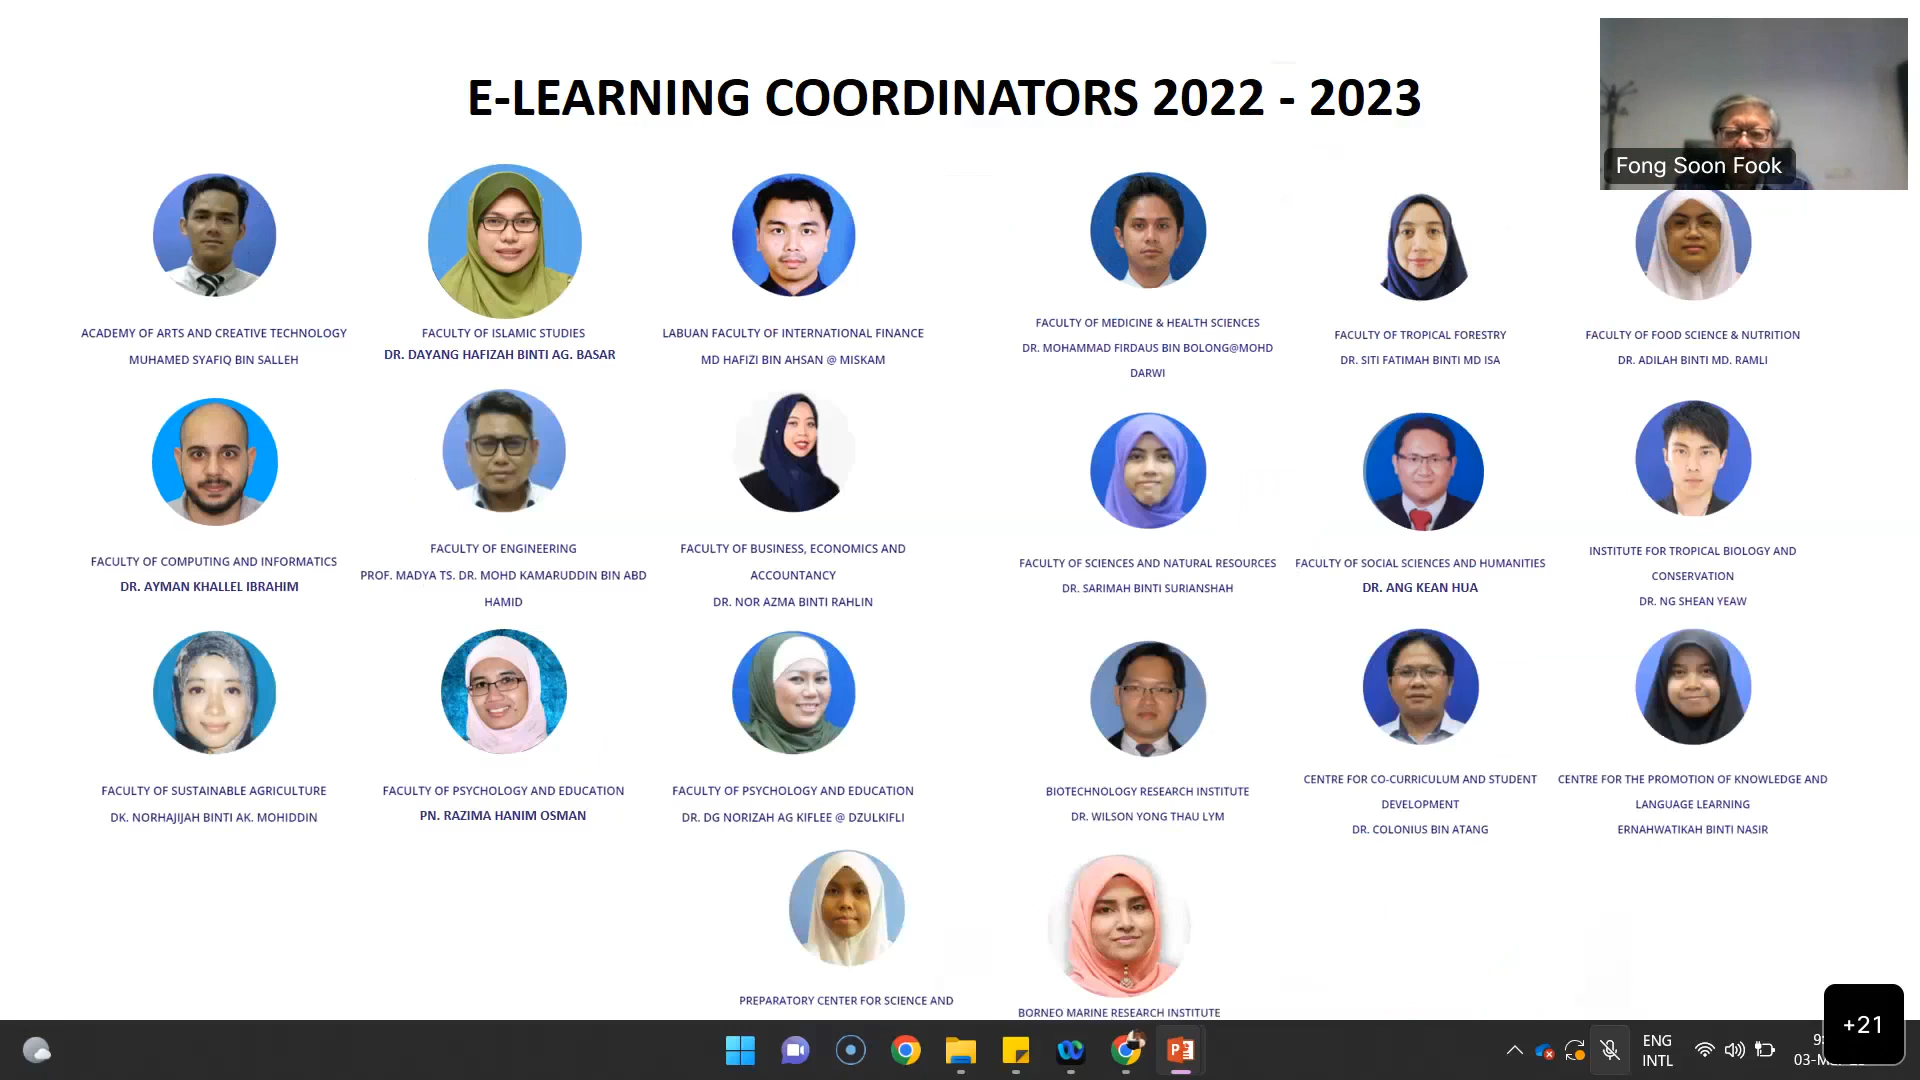 E-LEARNING COORDINATORS 2022 - 2023
Fong Soon Fook
ACADEMY OF ARTS AND CREATIVE TECHNOLOGY
MUHAMED SYAFIQ BIN SALLEH
FACULTY OF ISLAMIC STUDIES
DR. DAYANG HAFIZAH BINTI AG. BASAR
LABUAN FACULTY OF INTERNATIONAL FINANCE
MD HAFIZI BIN AHSAN @ MISKAM
FACULTY OF MEDICINE & HEALTH SCIENCES
DR. MOHAMMAD FIRDAUS BIN BOLONG@MOHD
DARWI
FACULTY OF TROPICAL FORESTRY
DR. SITI FATIMAH BINTI MD ISA
FACULTY OF FOOD SCIENCE & NUTRITION
DR. ADILAH BINTI MD. RAMLI
FACULTY OF COMPUTING AND INFORMATICS
DR. AYMAN KHALLEL IBRAHIM
FACULTY OF ENGINEERING
PROF. MADYA TS. DR. MOHD KAMARUDDIN BIN ABD
HAMID
FACULTY OF BUSINESS, ECONOMICS AND
ACCOUNTANCY
DR. NOR AZMA BINTI RAHLIN
FACULTY OF SCIENCES AND NATURAL RESOURCES
DR. SARIMAH BINTI SURIANSHAH
FACULTY OF SOCIAL SCIENCES AND HUMANITIES
DR. ANG KEAN HUA
INSTITUTE FOR TROPICAL BIOLOGY AND
CONSERVATION
DR. NG SHEAN YEAW
FACULTY OF SUSTAINABLE AGRICULTURE
DK. NORHAJIJAH BINTI AK. MOHIDDIN
FACULTY OF PSYCHOLOGY AND EDUCATION
PN. RAZIMA HANIM OSMAN
FACULTY OF PSYCHOLOGY AND EDUCATION
DR. DG NORIZAH AG KIFLEE @ DZULKIFLI
BIOTECHNOLOGY RESEARCH INSTITUTE
DR. WILSON YONG THAU LYM
CENTRE FOR CO-CURRICULUM AND STUDENT
DEVELOPMENT
DR. COLONIUS BIN ATANG
CENTRE FOR THE PROMOTION OF KNOWLEDGE AND
LANGUAGE LEARNING
ERNAHWATIKAH BINTI NASIR
PREPARATORY CENTER FOR SCIENCE AND
BORNEO MARINE RESEARCH INSTITUTE
+21
ENG
INTL